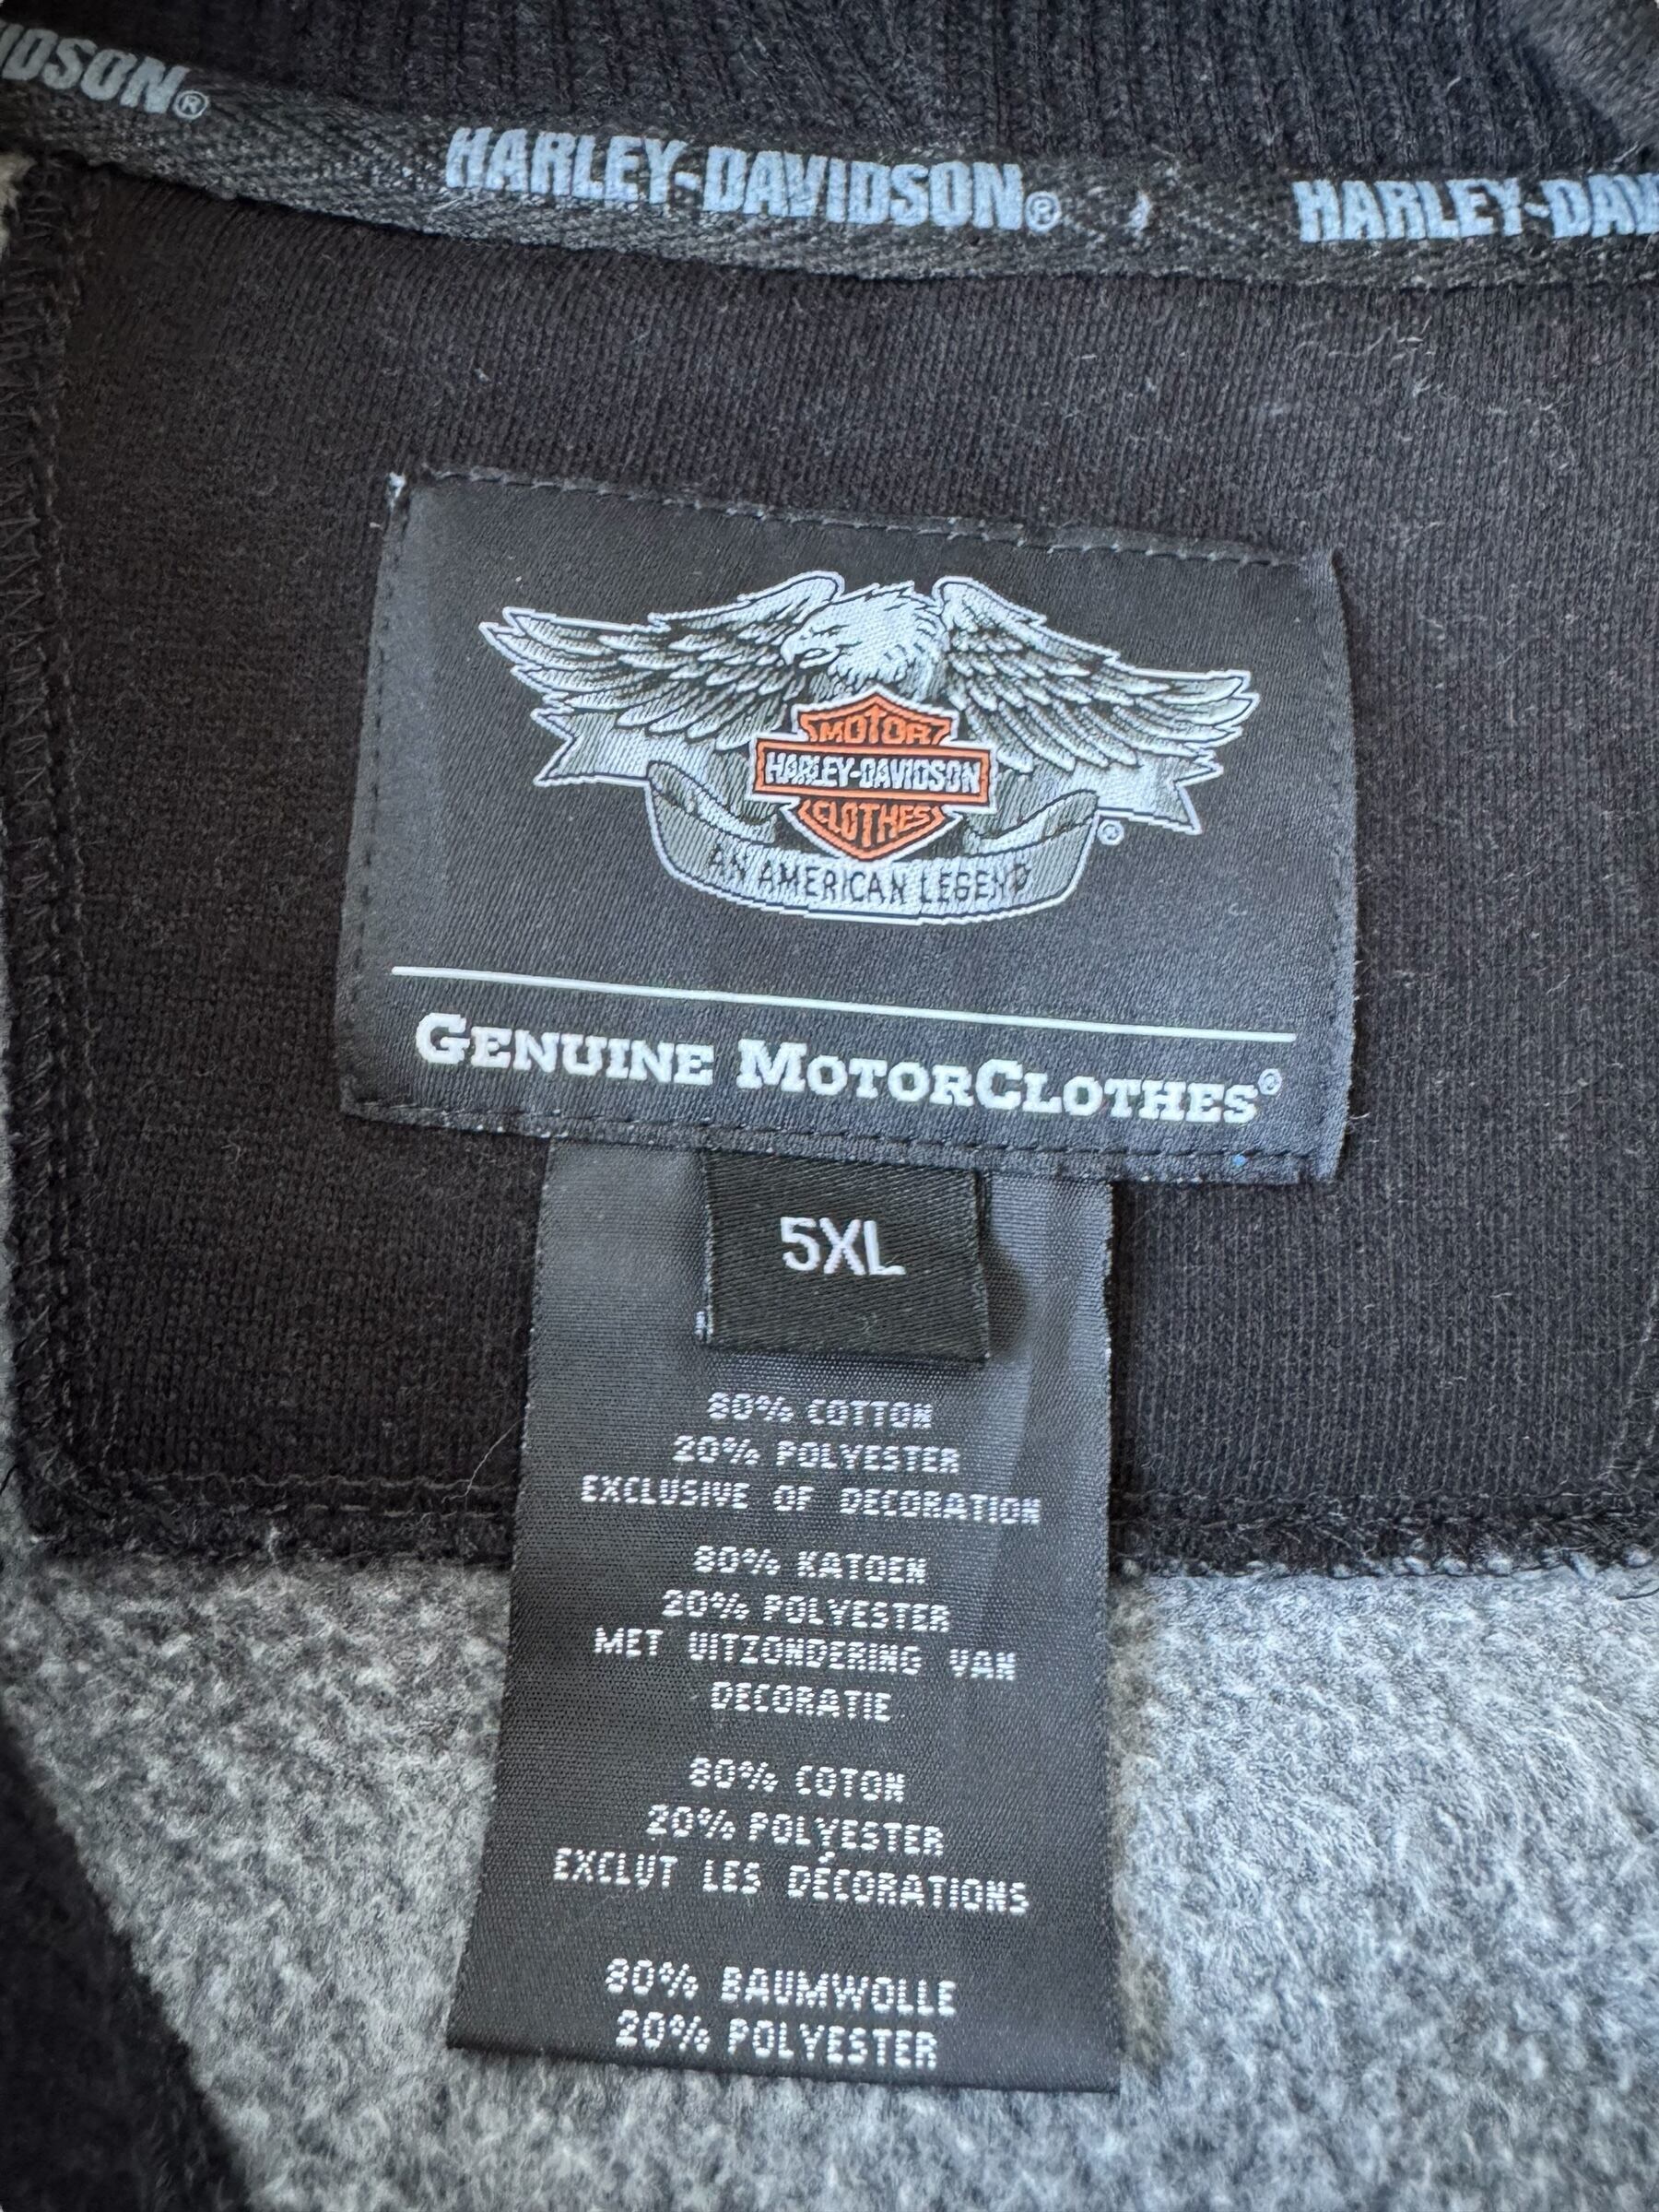 IDSON®
HARLEY-DAVIDSON®
HARLEY-DAV
MOTOR
HARLEY-DAVIDSON
CLOTHES
®
AN AMERICAN LEGEND
GENUINE MOTORCLOTHES®
5XL
80% COTTON
20% POLYESTER
EXCLUSIVE OF DECORATION
80% KATOEN
20% POLYESTER
MET UITZONDERING VAN
DECORATIE
80% COTON
20% POLYESTER
EXCLUT LES DÉCORATIONS
80% BAUMWOLLE
20% POLYESTER